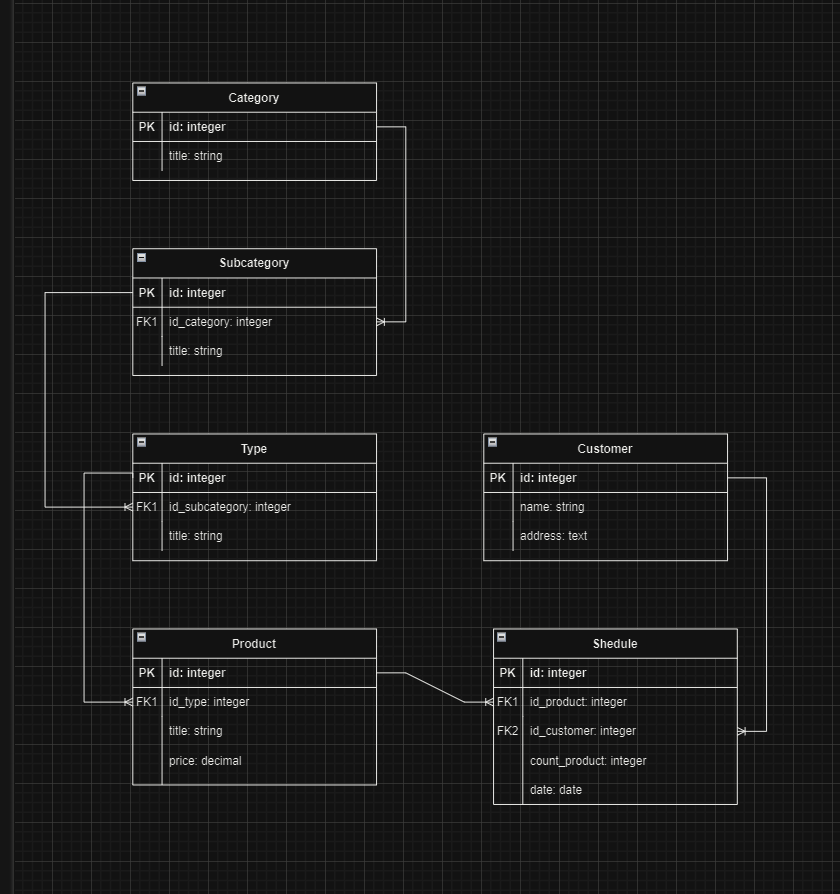 Category
PK id: integer
title: string
Subcategory
PK id: integer
FK1 id_category: integer
title: string
Type
PK id: integer
FK1 id_subcategory: integer
title: string
Customer
PK id: integer
name: string
address: text
Product
PK id: integer
FK1 id_type: integer
title: string
price: decimal
Shedule
PK id: integer
FK1 id_product: integer
FK2 id_customer: integer
count_product: integer
date: date